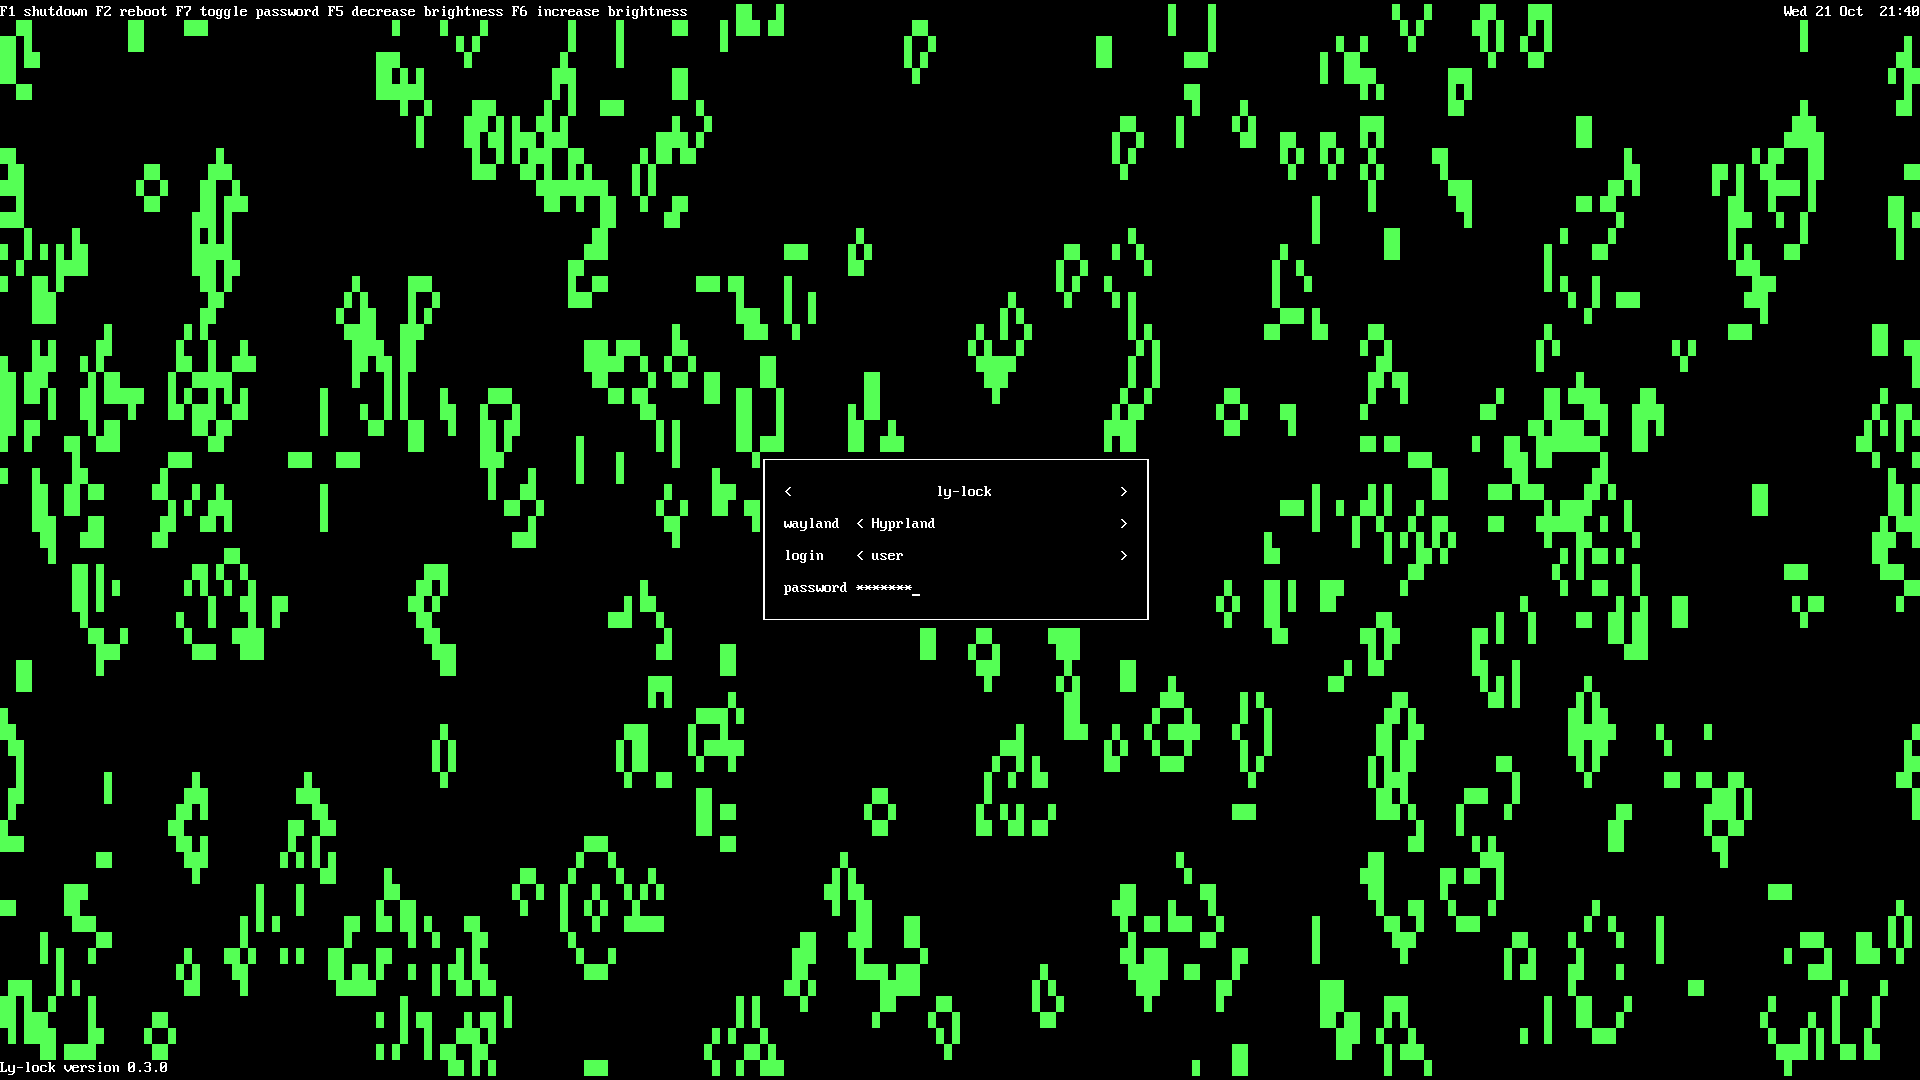 F1 shutdown F2 reboot F7 toggle password F5 decrease brightness F6 increase brightness
Wed 21 Oct  21:40
< ly-lock >
wayland < Hyprland >
login < user >
password *******_
Ly-lock version 0.3.0